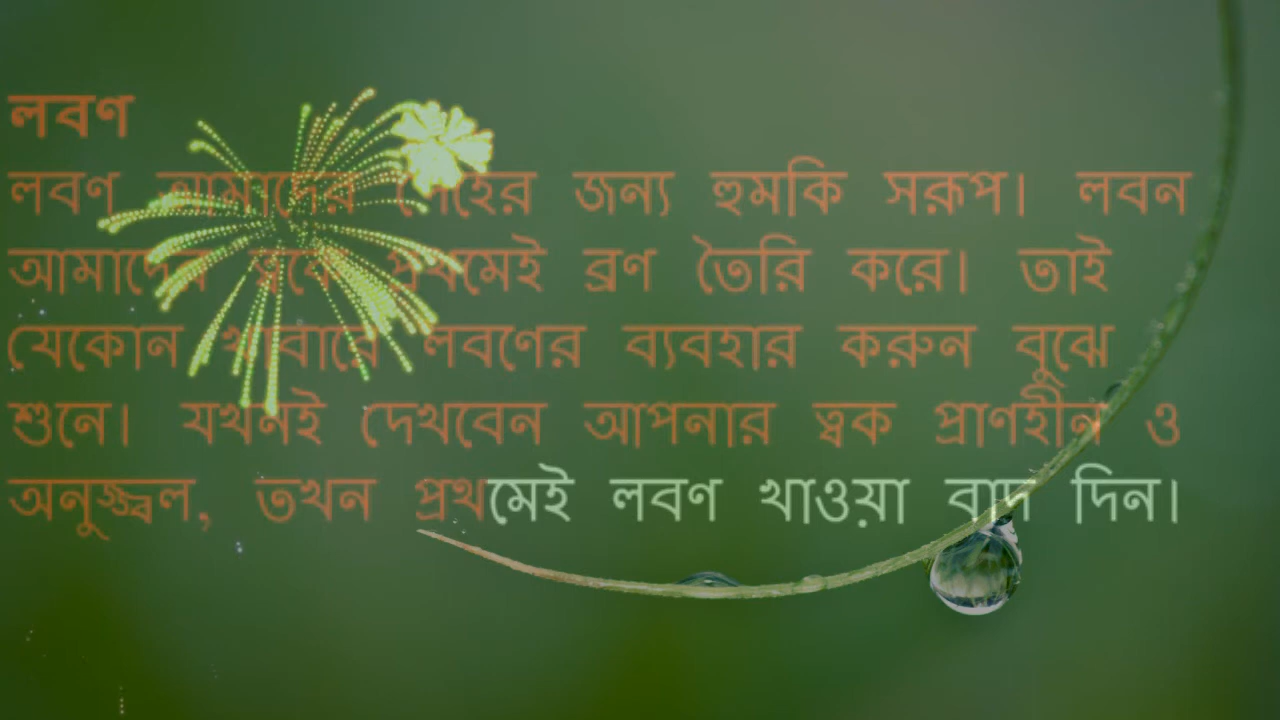 লবণ
লবণ আমাদের দেহের জন্য হুমকি সরূপ। লবন
আমাদের ত্বকে প্রথমেই ব্রণ তৈরি করে। তাই
যেকোন খাবারে লবণের ব্যবহার করুন বুঝে
শুনে। যখনই দেখবেন আপনার ত্বক প্রাণহীন ও
অনুজ্জ্বল, তখন প্রথমেই লবণ খাওয়া বাদ দিন।